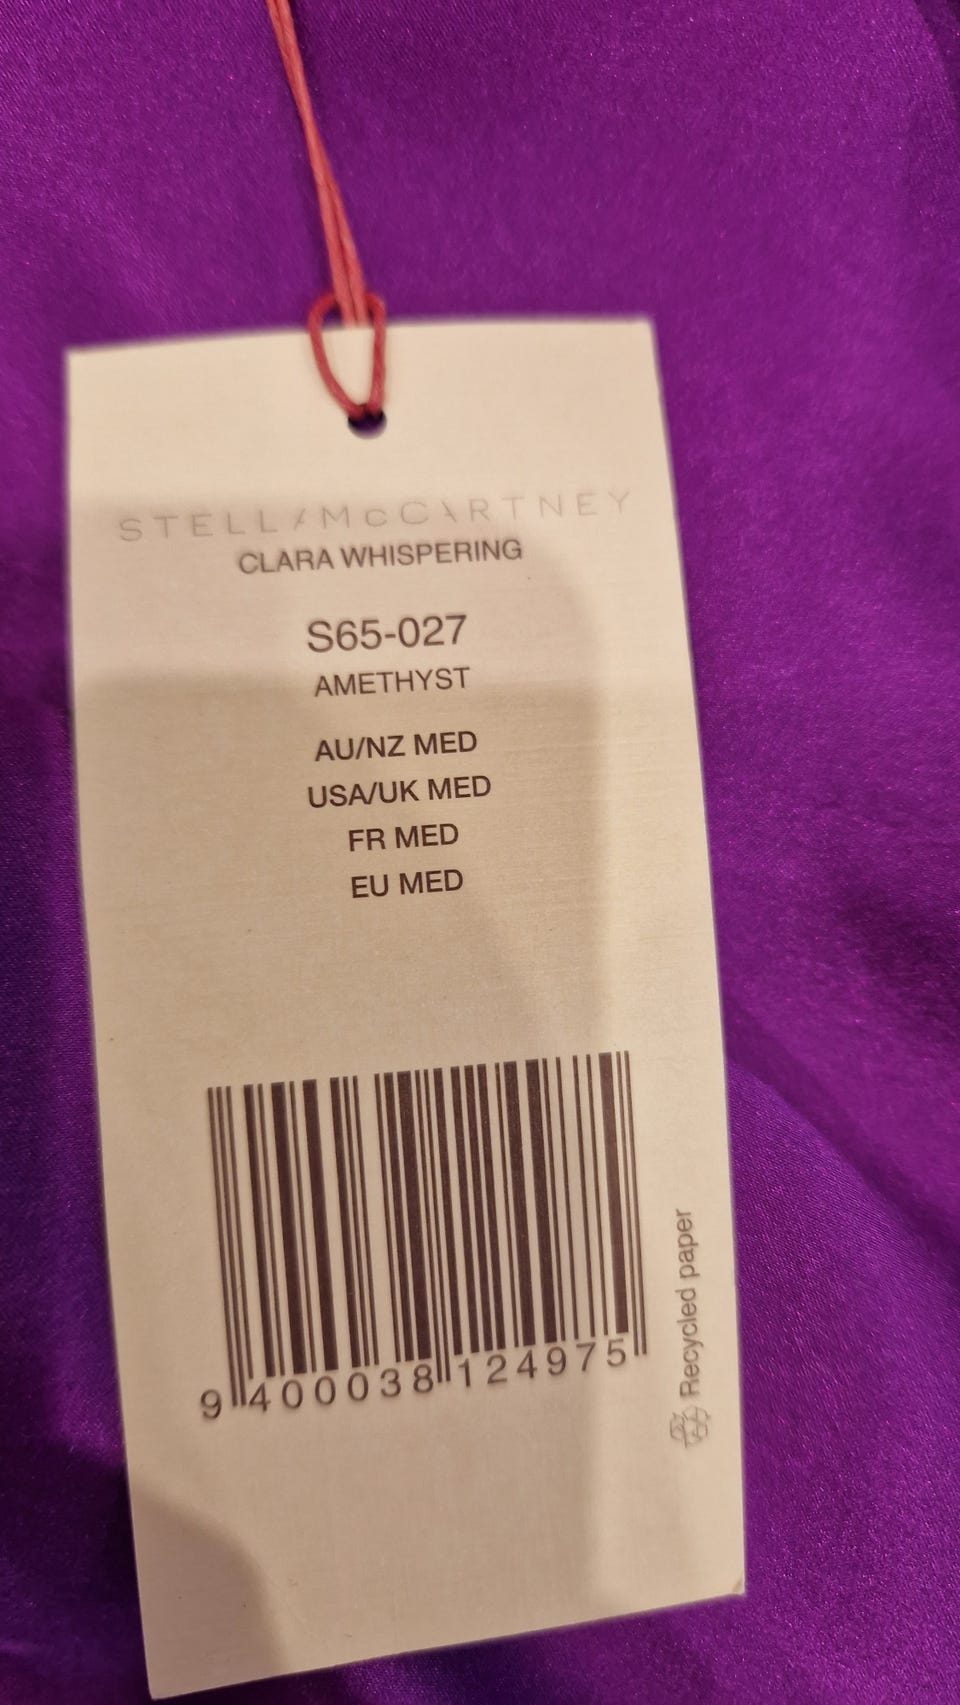 STELLA McCARTNEY
CLARA WHISPERING
S65-027
AMETHYST
AU/NZ MED
USA/UK MED
FR MED
EU MED
9 400038 124975
Recycled paper